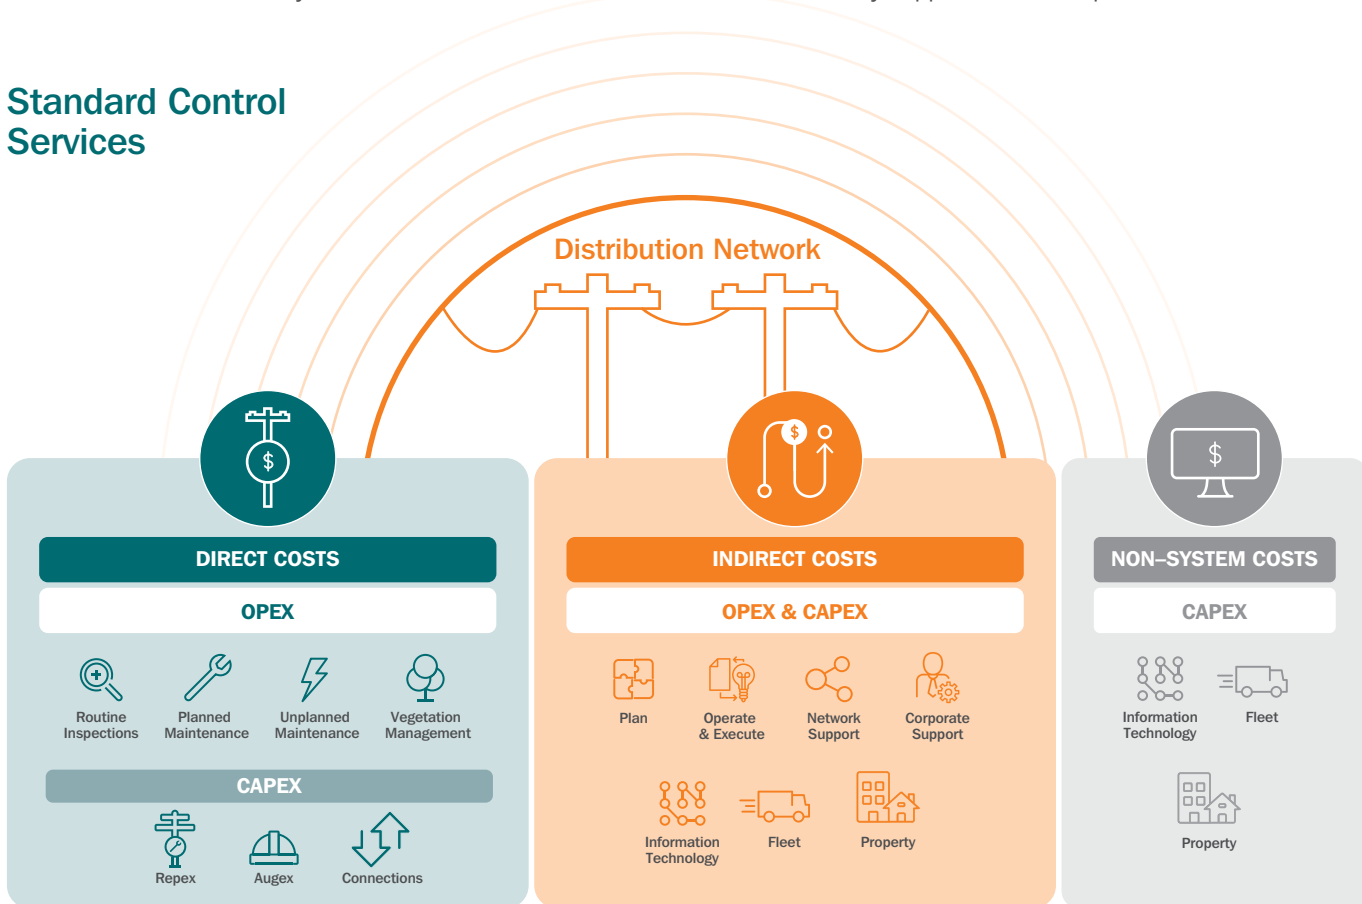 Standard Control
Services
Distribution Network
$
$
$
DIRECT COSTS
OPEX
Routine
Inspections
Planned
Maintenance
Unplanned
Maintenance
Vegetation
Management
CAPEX
Repex
Augex
Connections
INDIRECT COSTS
OPEX & CAPEX
Plan
Operate
& Execute
Network
Support
Corporate
Support
Information
Technology
Fleet
Property
NON–SYSTEM COSTS
CAPEX
Information
Technology
Fleet
Property